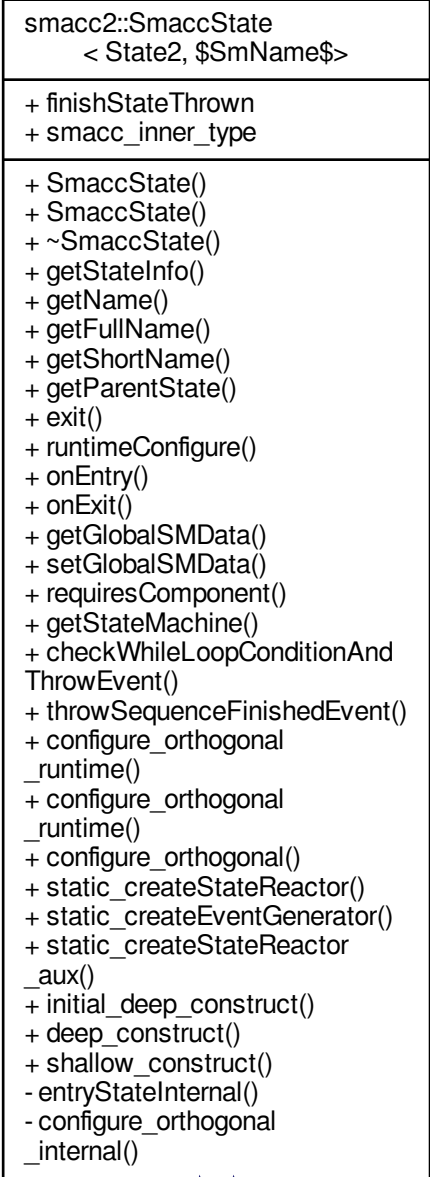 smacc2::SmaccState
< State2, $SmName$>
+ finishStateThrown
+ smacc_inner_type
+ SmaccState()
+ SmaccState()
+ ~SmaccState()
+ getStateInfo()
+ getName()
+ getFullName()
+ getShortName()
+ getParentState()
+ exit()
+ runtimeConfigure()
+ onEntry()
+ onExit()
+ getGlobalSMData()
+ setGlobalSMData()
+ requiresComponent()
+ getStateMachine()
+ checkWhileLoopConditionAnd
ThrowEvent()
+ throwSequenceFinishedEvent()
+ configure_orthogonal
_runtime()
+ configure_orthogonal
_runtime()
+ configure_orthogonal()
+ static_createStateReactor()
+ static_createEventGenerator()
+ static_createStateReactor
_aux()
+ initial_deep_construct()
+ deep_construct()
+ shallow_construct()
- entryStateInternal()
- configure_orthogonal
_internal()